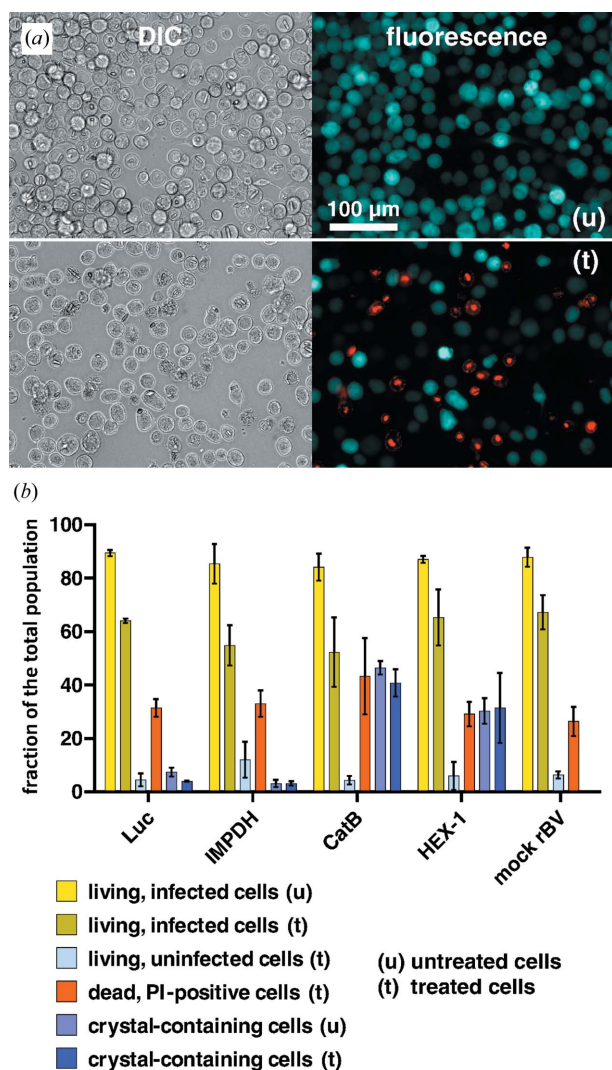 (a) DIC fluorescence
100 µm
(u)
(t)
(b)
100
80
60
40
20
0
fraction of the total population
Luc IMPDH CatB HEX-1 mock rBV
living, infected cells (u)
living, infected cells (t)
living, uninfected cells (t) (u) untreated cells
dead, PI-positive cells (t) (t) treated cells
crystal-containing cells (u)
crystal-containing cells (t)